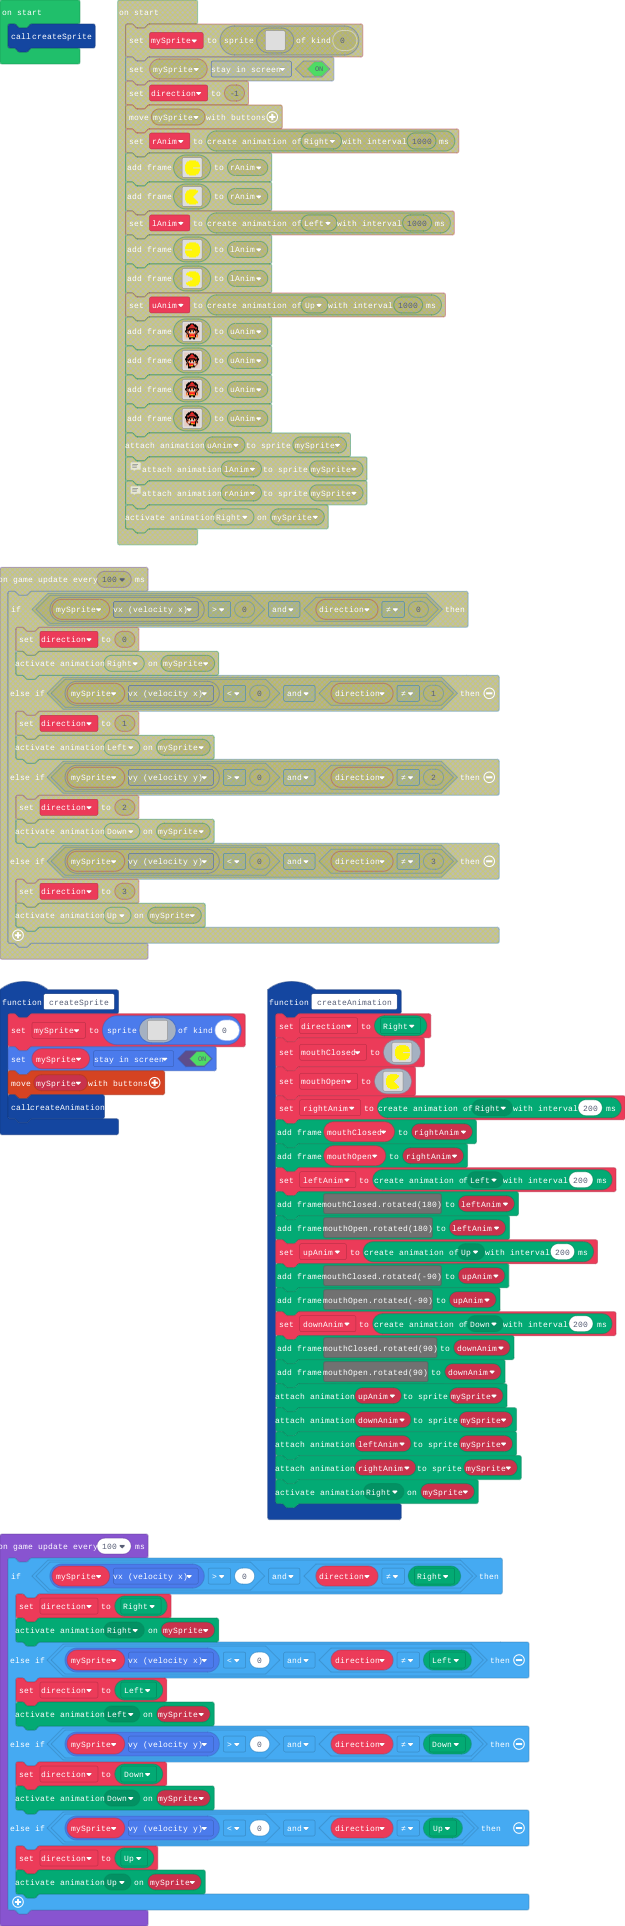 on start
call createSprite
on start
set mySprite to sprite of kind 0
set mySprite stay in screen ON
set direction to -1
move mySprite with buttons
set rAnim to create animation of Right with interval 1000 ms
add frame to rAnim
add frame to rAnim
set lAnim to create animation of Left with interval 1000 ms
add frame to lAnim
add frame to lAnim
set uAnim to create animation of Up with interval 1000 ms
add frame to uAnim
add frame to uAnim
add frame to uAnim
add frame to uAnim
attach animation uAnim to sprite mySprite
attach animation lAnim to sprite mySprite
attach animation rAnim to sprite mySprite
activate animation Right on mySprite
on game update every 100 ms
if mySprite vx (velocity x) > 0 and direction ≠ 0 then
set direction to 0
activate animation Right on mySprite
else if mySprite vx (velocity x) < 0 and direction ≠ 1 then
set direction to 1
activate animation Left on mySprite
else if mySprite vy (velocity y) > 0 and direction ≠ 2 then
set direction to 2
activate animation Down on mySprite
else if mySprite vy (velocity y) < 0 and direction ≠ 3 then
set direction to 3
activate animation Up on mySprite
function createSprite
set mySprite to sprite of kind 0
set mySprite stay in screen ON
move mySprite with buttons
call createAnimation
function createAnimation
set direction to Right
set mouthClosed to
set mouthOpen to
set rightAnim to create animation of Right with interval 200 ms
add frame mouthClosed to rightAnim
add frame mouthOpen to rightAnim
set leftAnim to create animation of Left with interval 200 ms
add frame mouthClosed.rotated(180) to leftAnim
add frame mouthOpen.rotated(180) to leftAnim
set upAnim to create animation of Up with interval 200 ms
add frame mouthClosed.rotated(-90) to upAnim
add frame mouthOpen.rotated(-90) to upAnim
set downAnim to create animation of Down with interval 200 ms
add frame mouthClosed.rotated(90) to downAnim
add frame mouthOpen.rotated(90) to downAnim
attach animation upAnim to sprite mySprite
attach animation downAnim to sprite mySprite
attach animation leftAnim to sprite mySprite
attach animation rightAnim to sprite mySprite
activate animation Right on mySprite
on game update every 100 ms
if mySprite vx (velocity x) > 0 and direction ≠ Right then
set direction to Right
activate animation Right on mySprite
else if mySprite vx (velocity x) < 0 and direction ≠ Left then
set direction to Left
activate animation Left on mySprite
else if mySprite vy (velocity y) > 0 and direction ≠ Down then
set direction to Down
activate animation Down on mySprite
else if mySprite vy (velocity y) < 0 and direction ≠ Up then
set direction to Up
activate animation Up on mySprite